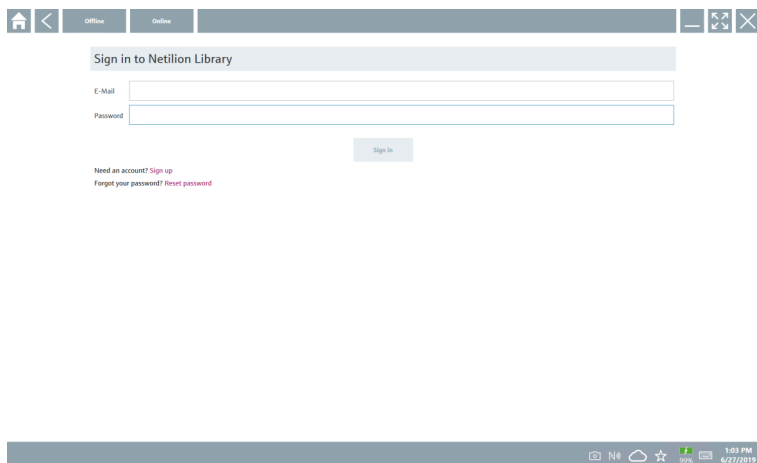 Offline Online
Sign in to Netilion Library
E-Mail
Password
Sign in
Need an account? Sign up
Forgot your password? Reset password
99%
1:03 PM
6/27/2019